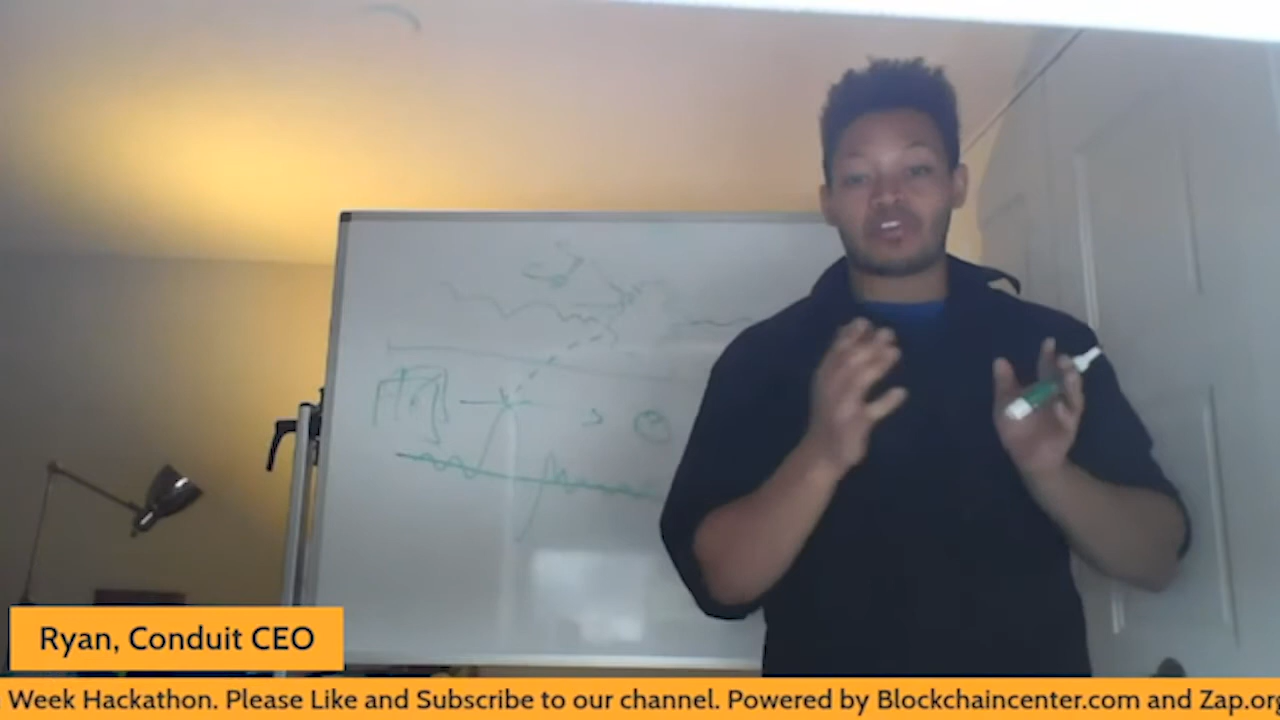 Ryan, Conduit CEO
Week Hackathon. Please Like and Subscribe to our channel. Powered by Blockchaincenter.com and Zap.org